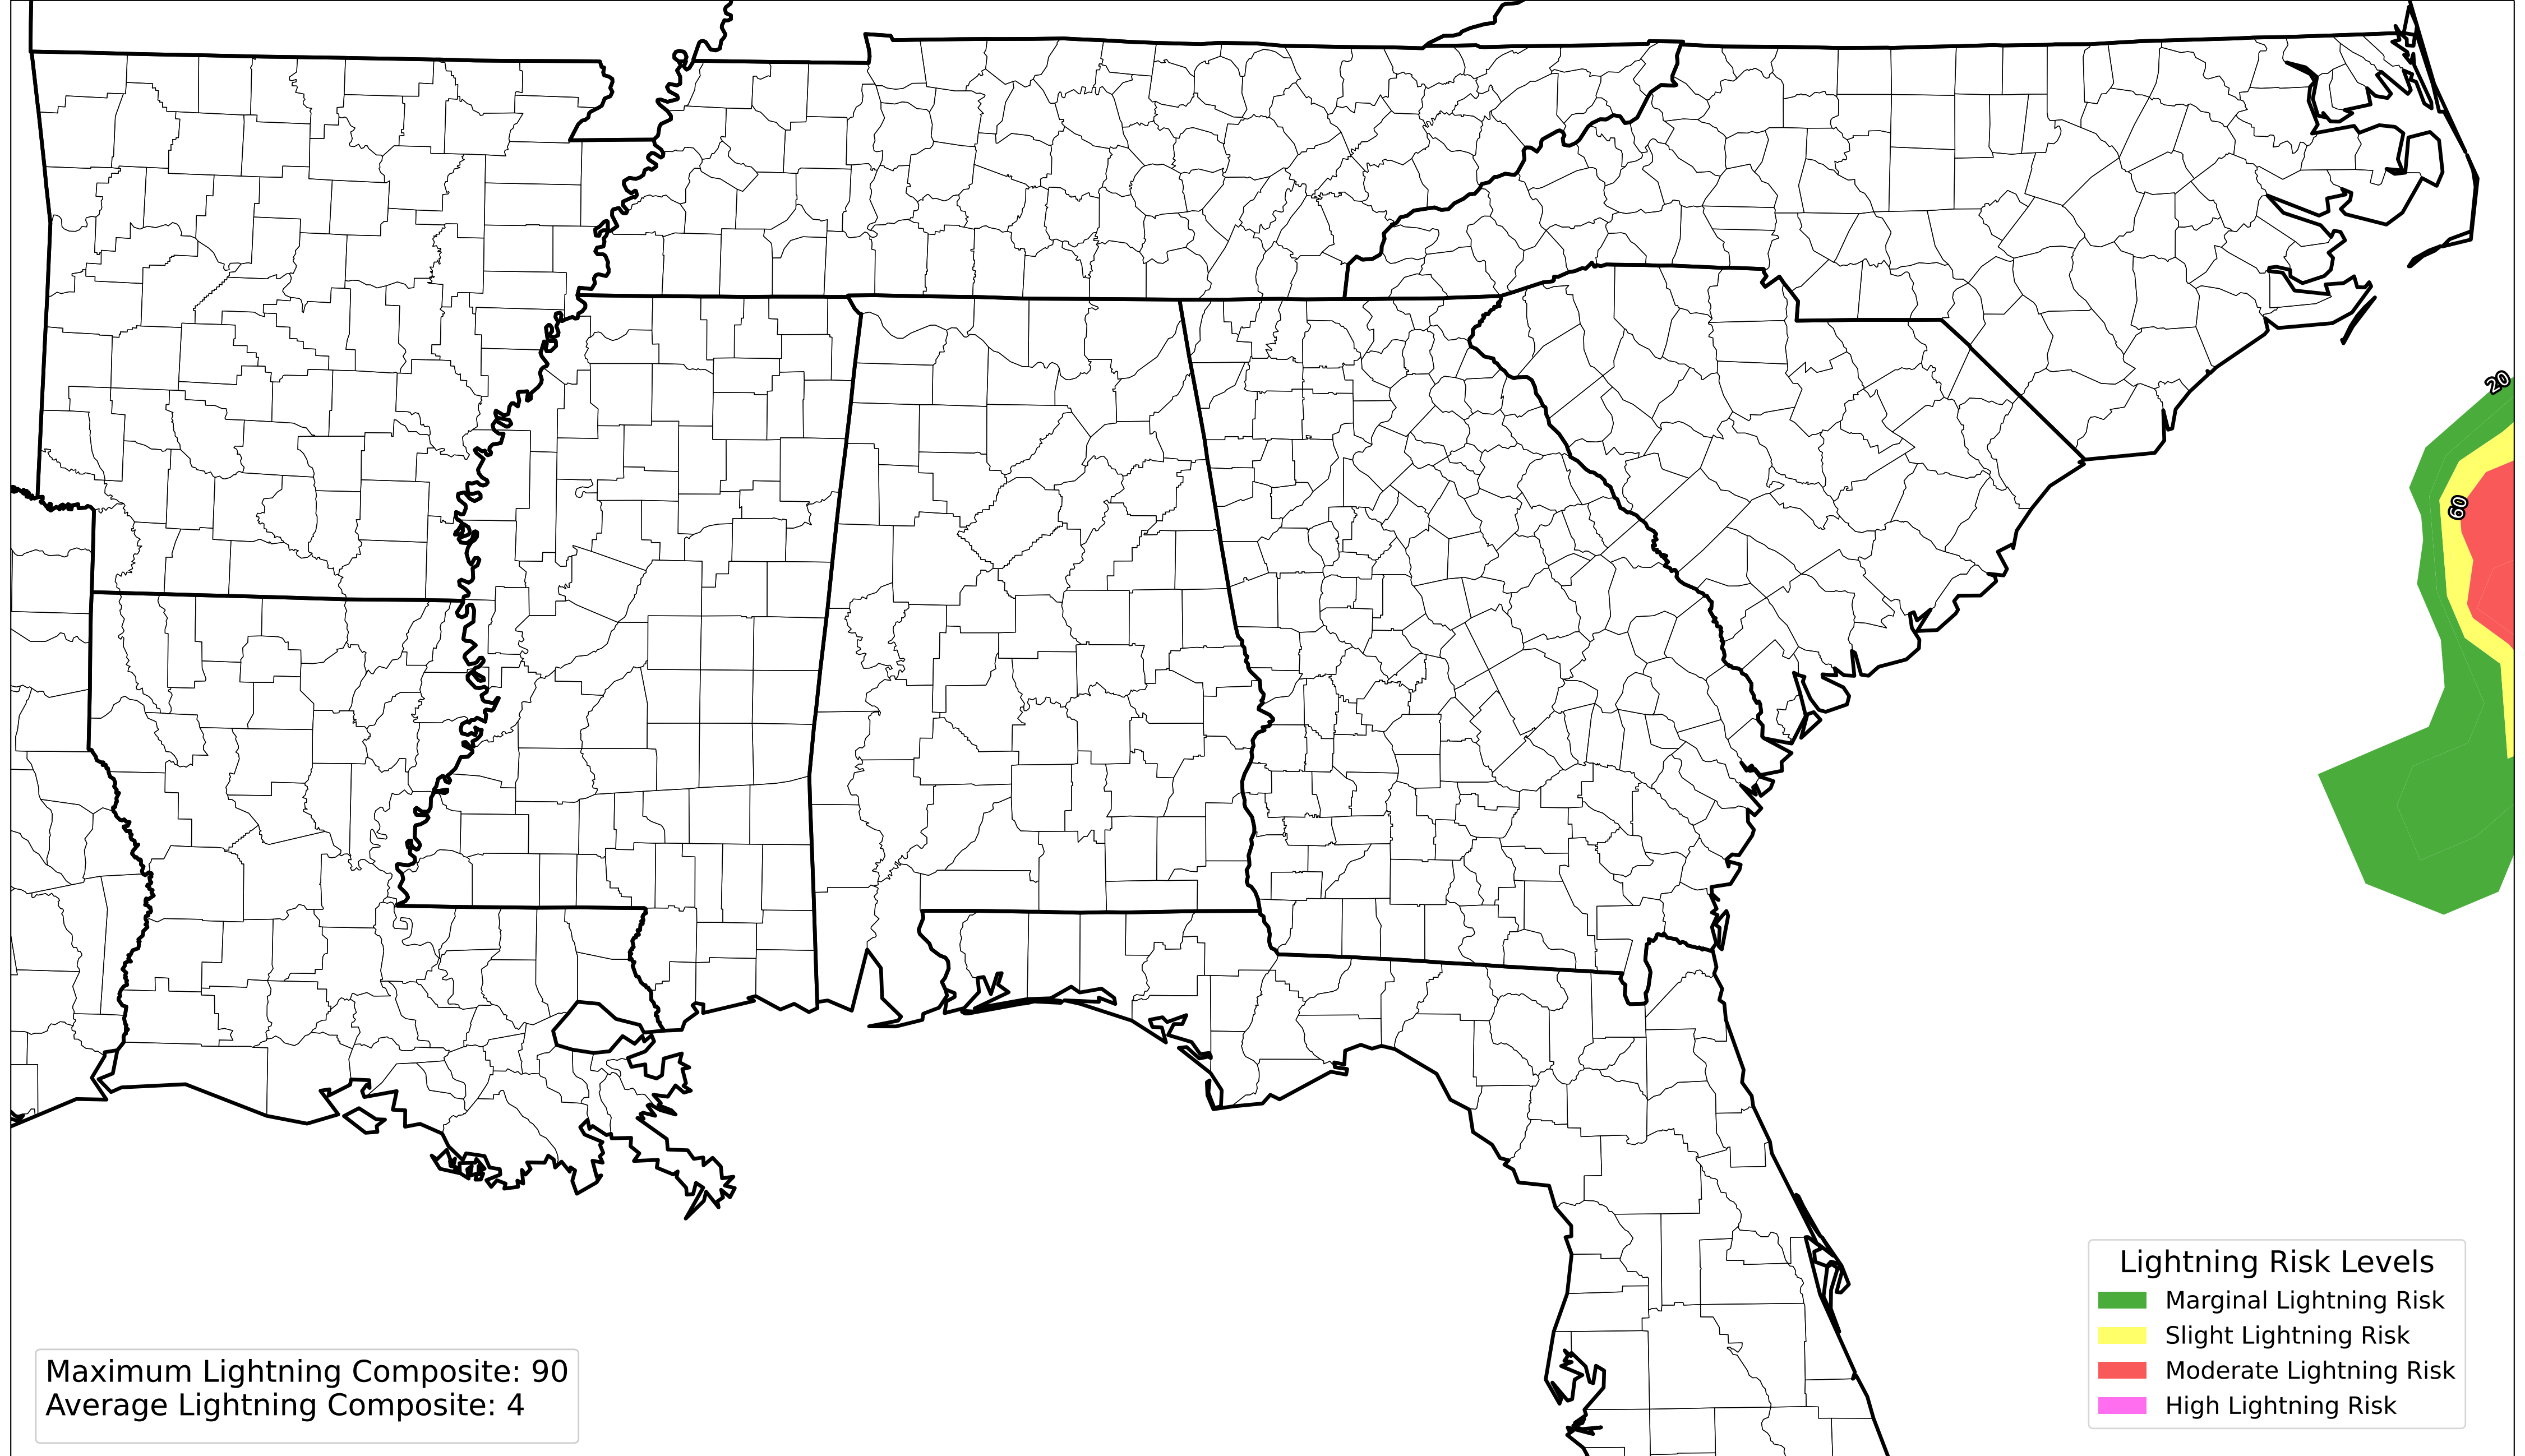 20
60
Lightning Risk Levels
Marginal Lightning Risk
Slight Lightning Risk
Moderate Lightning Risk
High Lightning Risk
Maximum Lightning Composite: 90
Average Lightning Composite: 4